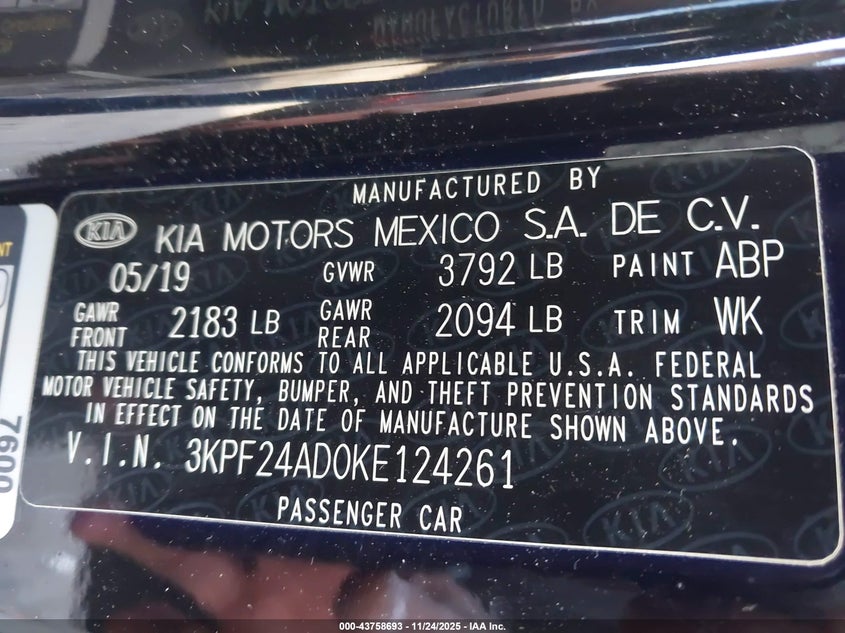 MANUFACTURED BY
KIA KIA MOTORS MEXICO S.A. DE C.V.
05/19 GVWR 3792 LB PAINT ABP
GAWR FRONT 2183 LB GAWR REAR 2094 LB TRIM WK
THIS VEHICLE CONFORMS TO ALL APPLICABLE U.S.A. FEDERAL
MOTOR VEHICLE SAFETY, BUMPER, AND THEFT PREVENTION STANDARDS
IN EFFECT ON THE DATE OF MANUFACTURE SHOWN ABOVE.
V.I.N. 3KPF24AD0KE124261
PASSENGER CAR
0097
000-43758693 - 11/24/2025 - IAA Inc.